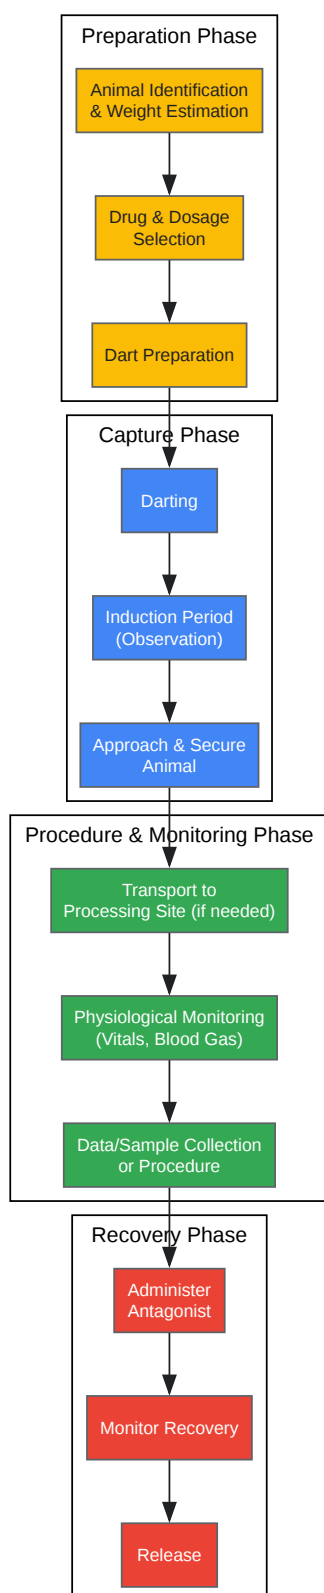 Preparation Phase
Animal Identification
& Weight Estimation
Drug & Dosage
Selection
Dart Preparation
Capture Phase
Darting
Induction Period
(Observation)
Approach & Secure
Animal
Procedure & Monitoring Phase
Transport to
Processing Site (if needed)
Physiological Monitoring
(Vitals, Blood Gas)
Data/Sample Collection
or Procedure
Recovery Phase
Administer
Antagonist
Monitor Recovery
Release